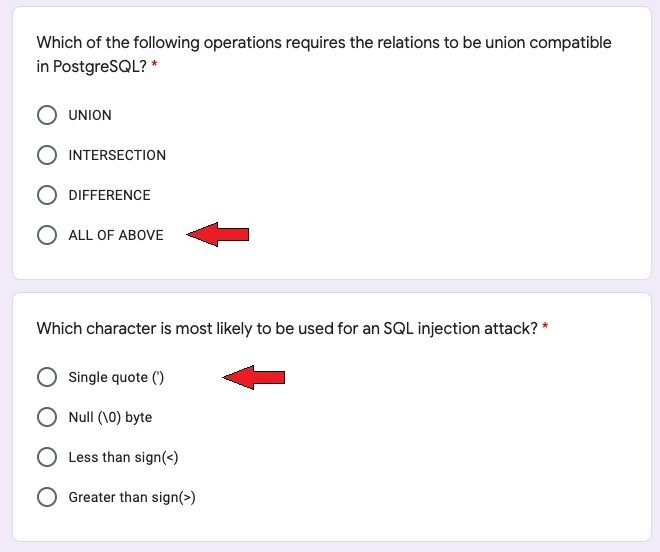 Which of the following operations requires the relations to be union compatible
in PostgreSQL? *
UNION
INTERSECTION
DIFFERENCE
ALL OF ABOVE
Which character is most likely to be used for an SQL injection attack? *
Single quote (')
Null (\0) byte
Less than sign(<)
Greater than sign(>)